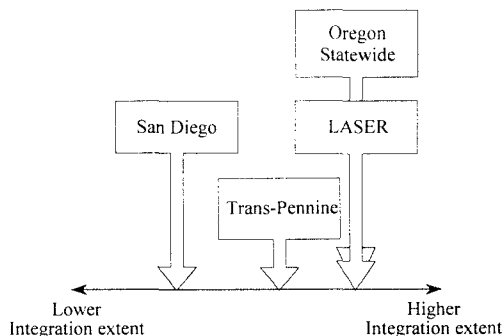 Oregon
Statewide
San Diego
LASER
Trans-Pennine
Lower
Integration extent
Higher
Integration extent